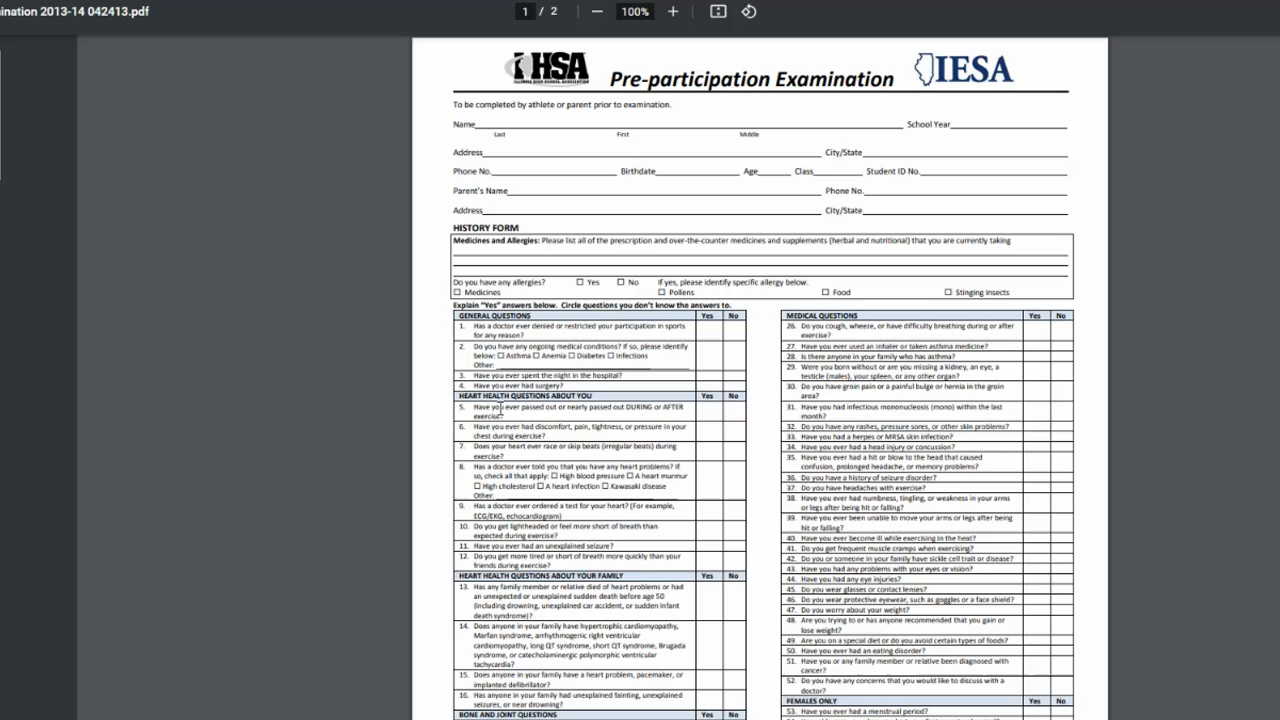 ination 2013-14 042413.pdf
1 / 2
100%
IHSA
ILLINOIS HIGH SCHOOL ASSOCIATION
Pre-participation Examination
IESA
To be completed by athlete or parent prior to examination.
Name School Year
Last First Middle
Address City/State
Phone No. Birthdate Age Class Student ID No.
Parent's Name Phone No.
Address City/State
HISTORY FORM
Medicines and Allergies: Please list all of the prescription and over-the-counter medicines and supplements (herbal and nutritional) that you are currently taking
Do you have any allergies? ☐ Yes ☐ No If yes, please identify specific allergy below.
☐ Medicines ☐ Pollens ☐ Food ☐ Stinging Insects
Explain "Yes" answers below. Circle questions you don't know the answers to.
GENERAL QUESTIONS Yes No
1. Has a doctor ever denied or restricted your participation in sports
for any reason?
2. Do you have any ongoing medical conditions? If so, please identify
below: ☐ Asthma ☐ Anemia ☐ Diabetes ☐ Infections
Other:
3. Have you ever spent the night in the hospital?
4. Have you ever had surgery?
HEART HEALTH QUESTIONS ABOUT YOU Yes No
5. Have you ever passed out or nearly passed out DURING or AFTER
exercise?
6. Have you ever had discomfort, pain, tightness, or pressure in your
chest during exercise?
7. Does your heart ever race or skip beats (irregular beats) during
exercise?
8. Has a doctor ever told you that you have any heart problems? If
so, check all that apply: ☐ High blood pressure ☐ A heart murmur
☐ High cholesterol ☐ A heart infection ☐ Kawasaki disease
Other:
9. Has a doctor ever ordered a test for your heart? (For example,
ECG/EKG, echocardiogram)
10. Do you get lightheaded or feel more short of breath than
expected during exercise?
11. Have you ever had an unexplained seizure?
12. Do you get more tired or short of breath more quickly than your
friends during exercise?
HEART HEALTH QUESTIONS ABOUT YOUR FAMILY Yes No
13. Has any family member or relative died of heart problems or had
an unexpected or unexplained sudden death before age 50
(including drowning, unexplained car accident, or sudden infant
death syndrome)?
14. Does anyone in your family have hypertrophic cardiomyopathy,
Marfan syndrome, arrhythmogenic right ventricular
cardiomyopathy, long QT syndrome, short QT syndrome, Brugada
syndrome, or catecholaminergic polymorphic ventricular
tachycardia?
15. Does anyone in your family have a heart problem, pacemaker, or
implanted defibrillator?
16. Has anyone in your family had unexplained fainting, unexplained
seizures, or near drowning?
BONE AND JOINT QUESTIONS Yes No
MEDICAL QUESTIONS Yes No
26. Do you cough, wheeze, or have difficulty breathing during or after
exercise?
27. Have you ever used an inhaler or taken asthma medicine?
28. Is there anyone in your family who has asthma?
29. Were you born without or are you missing a kidney, an eye, a
testicle (males), your spleen, or any other organ?
30. Do you have groin pain or a painful bulge or hernia in the groin
area?
31. Have you had infectious mononucleosis (mono) within the last
month?
32. Do you have any rashes, pressure sores, or other skin problems?
33. Have you had a herpes or MRSA skin infection?
34. Have you ever had a head injury or concussion?
35. Have you ever had a hit or blow to the head that caused
confusion, prolonged headache, or memory problems?
36. Do you have a history of seizure disorder?
37. Do you have headaches with exercise?
38. Have you ever had numbness, tingling, or weakness in your arms
or legs after being hit or falling?
39. Have you ever been unable to move your arms or legs after being
hit or falling?
40. Have you ever become ill while exercising in the heat?
41. Do you get frequent muscle cramps when exercising?
42. Do you or someone in your family have sickle cell trait or disease?
43. Have you had any problems with your eyes or vision?
44. Have you had any eye injuries?
45. Do you wear glasses or contact lenses?
46. Do you wear protective eyewear, such as goggles or a face shield?
47. Do you worry about your weight?
48. Are you trying to or has anyone recommended that you gain or
lose weight?
49. Are you on a special diet or do you avoid certain types of foods?
50. Have you ever had an eating disorder?
51. Have you or any family member or relative been diagnosed with
cancer?
52. Do you have any concerns that you would like to discuss with a
doctor?
FEMALES ONLY Yes No
53. Have you ever had a menstrual period?